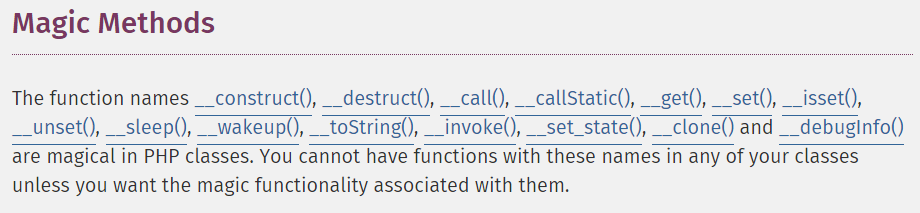 Magic Methods
The function names __construct(), __destruct(), __call(), __callStatic(), __get(), __set(), __isset(),
__unset(), __sleep(), __wakeup(), __toString(), __invoke(), __set_state(), __clone() and __debugInfo()
are magical in PHP classes. You cannot have functions with these names in any of your classes
unless you want the magic functionality associated with them.